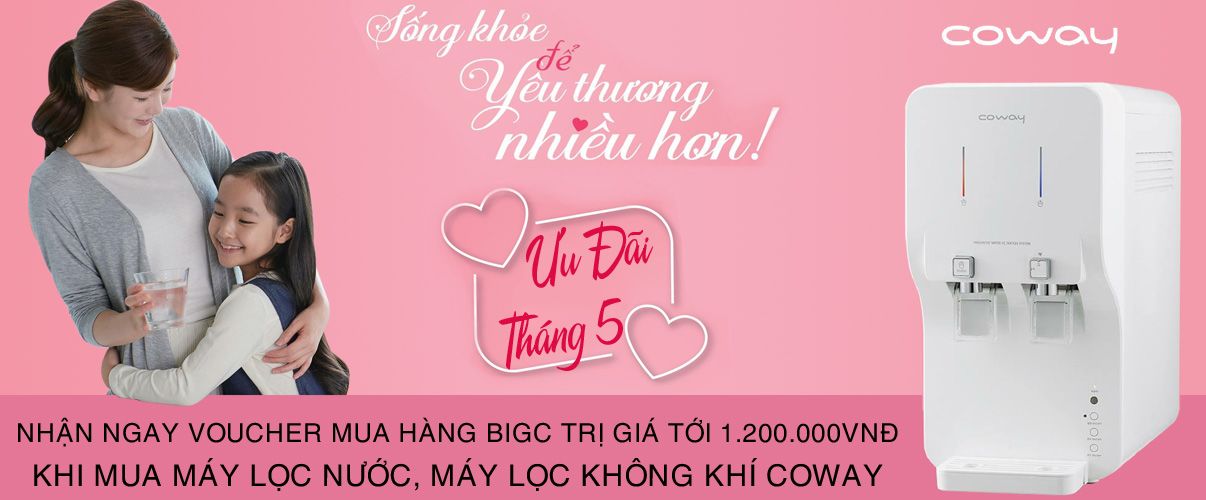 Sống khỏe
để
Yêu thương
nhiều hơn!
coway
coway
Ưu Đãi
Tháng 5
NHẬN NGAY VOUCHER MUA HÀNG BIGC TRỊ GIÁ TỚI 1.200.000VNĐ
KHI MUA MÁY LỌC NƯỚC, MÁY LỌC KHÔNG KHÍ COWAY